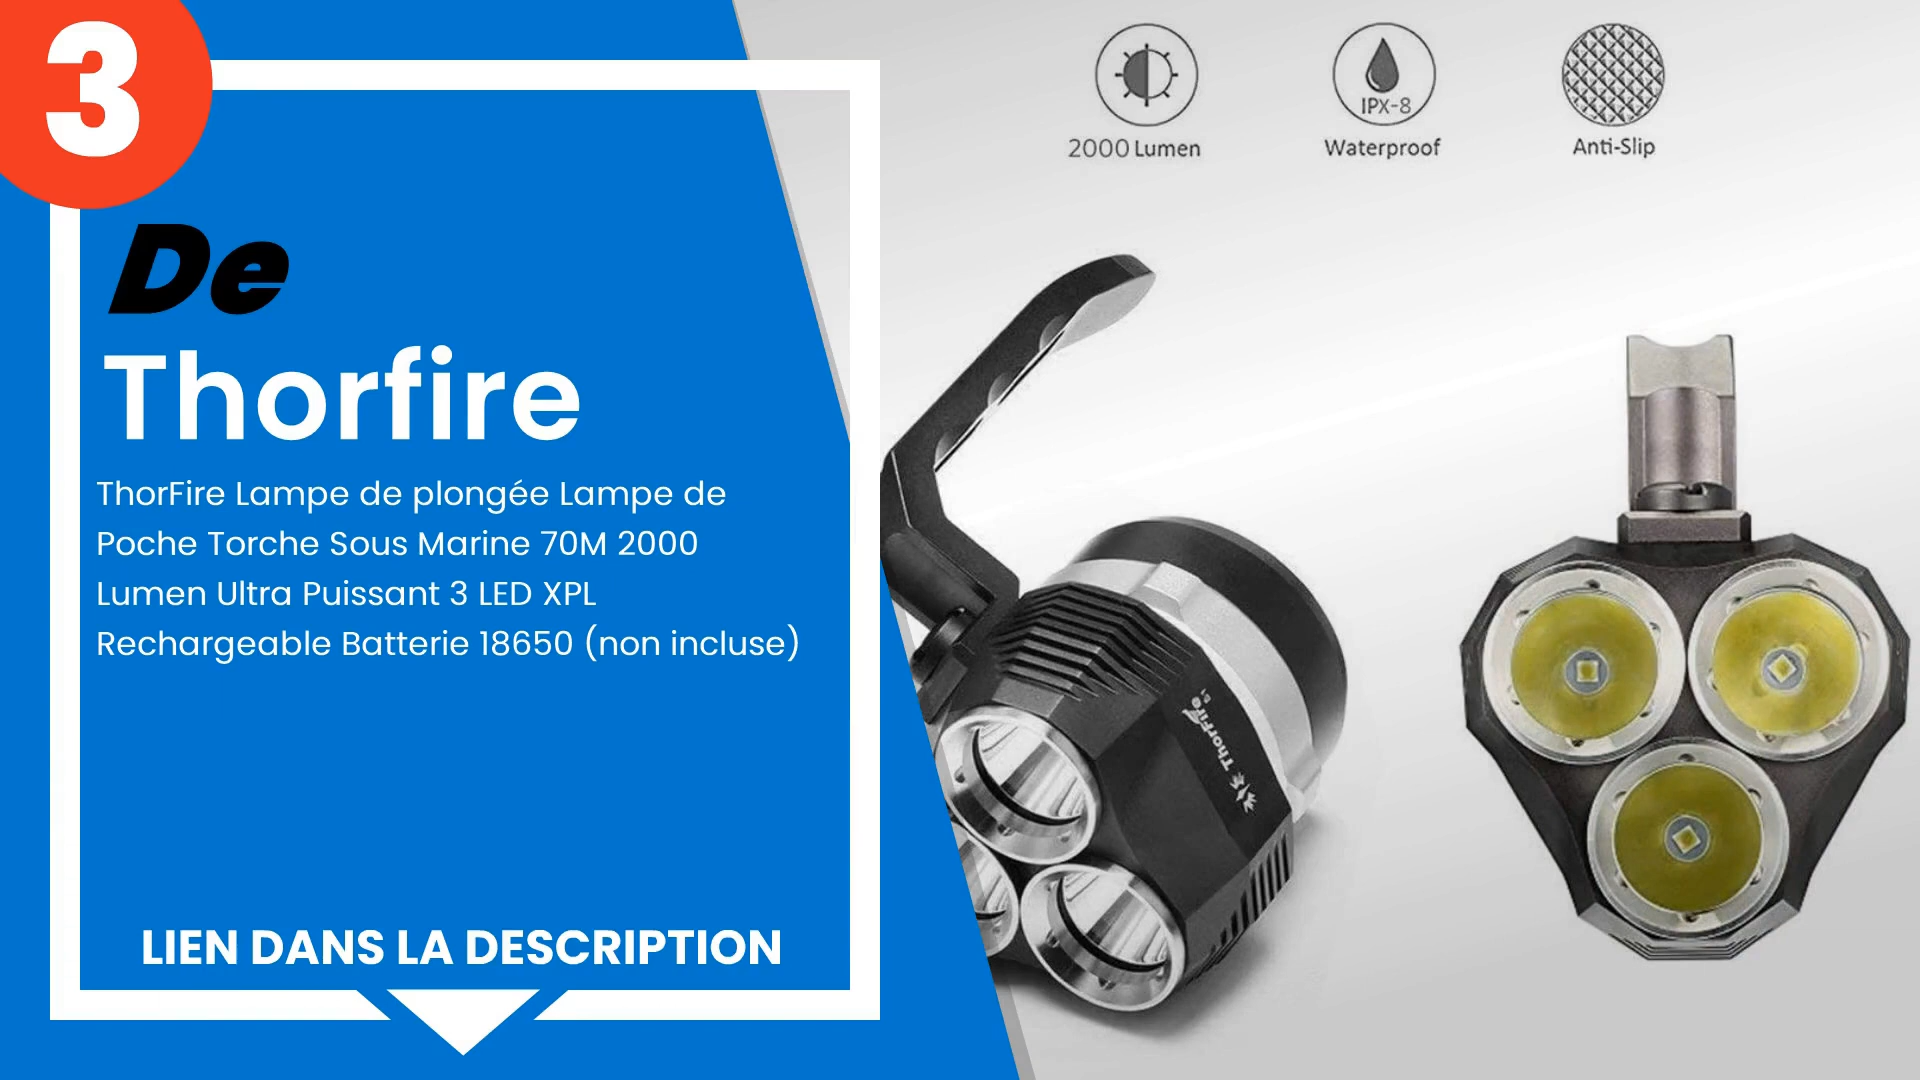 3
De
Thorfire
ThorFire Lampe de plongée Lampe de
Poche Torche Sous Marine 70M 2000
Lumen Ultra Puissant 3 LED XPL
Rechargeable Batterie 18650 (non incluse)
LIEN DANS LA DESCRIPTION
2000 Lumen
IPX-8
Waterproof
Anti-Slip
ThorFire S1